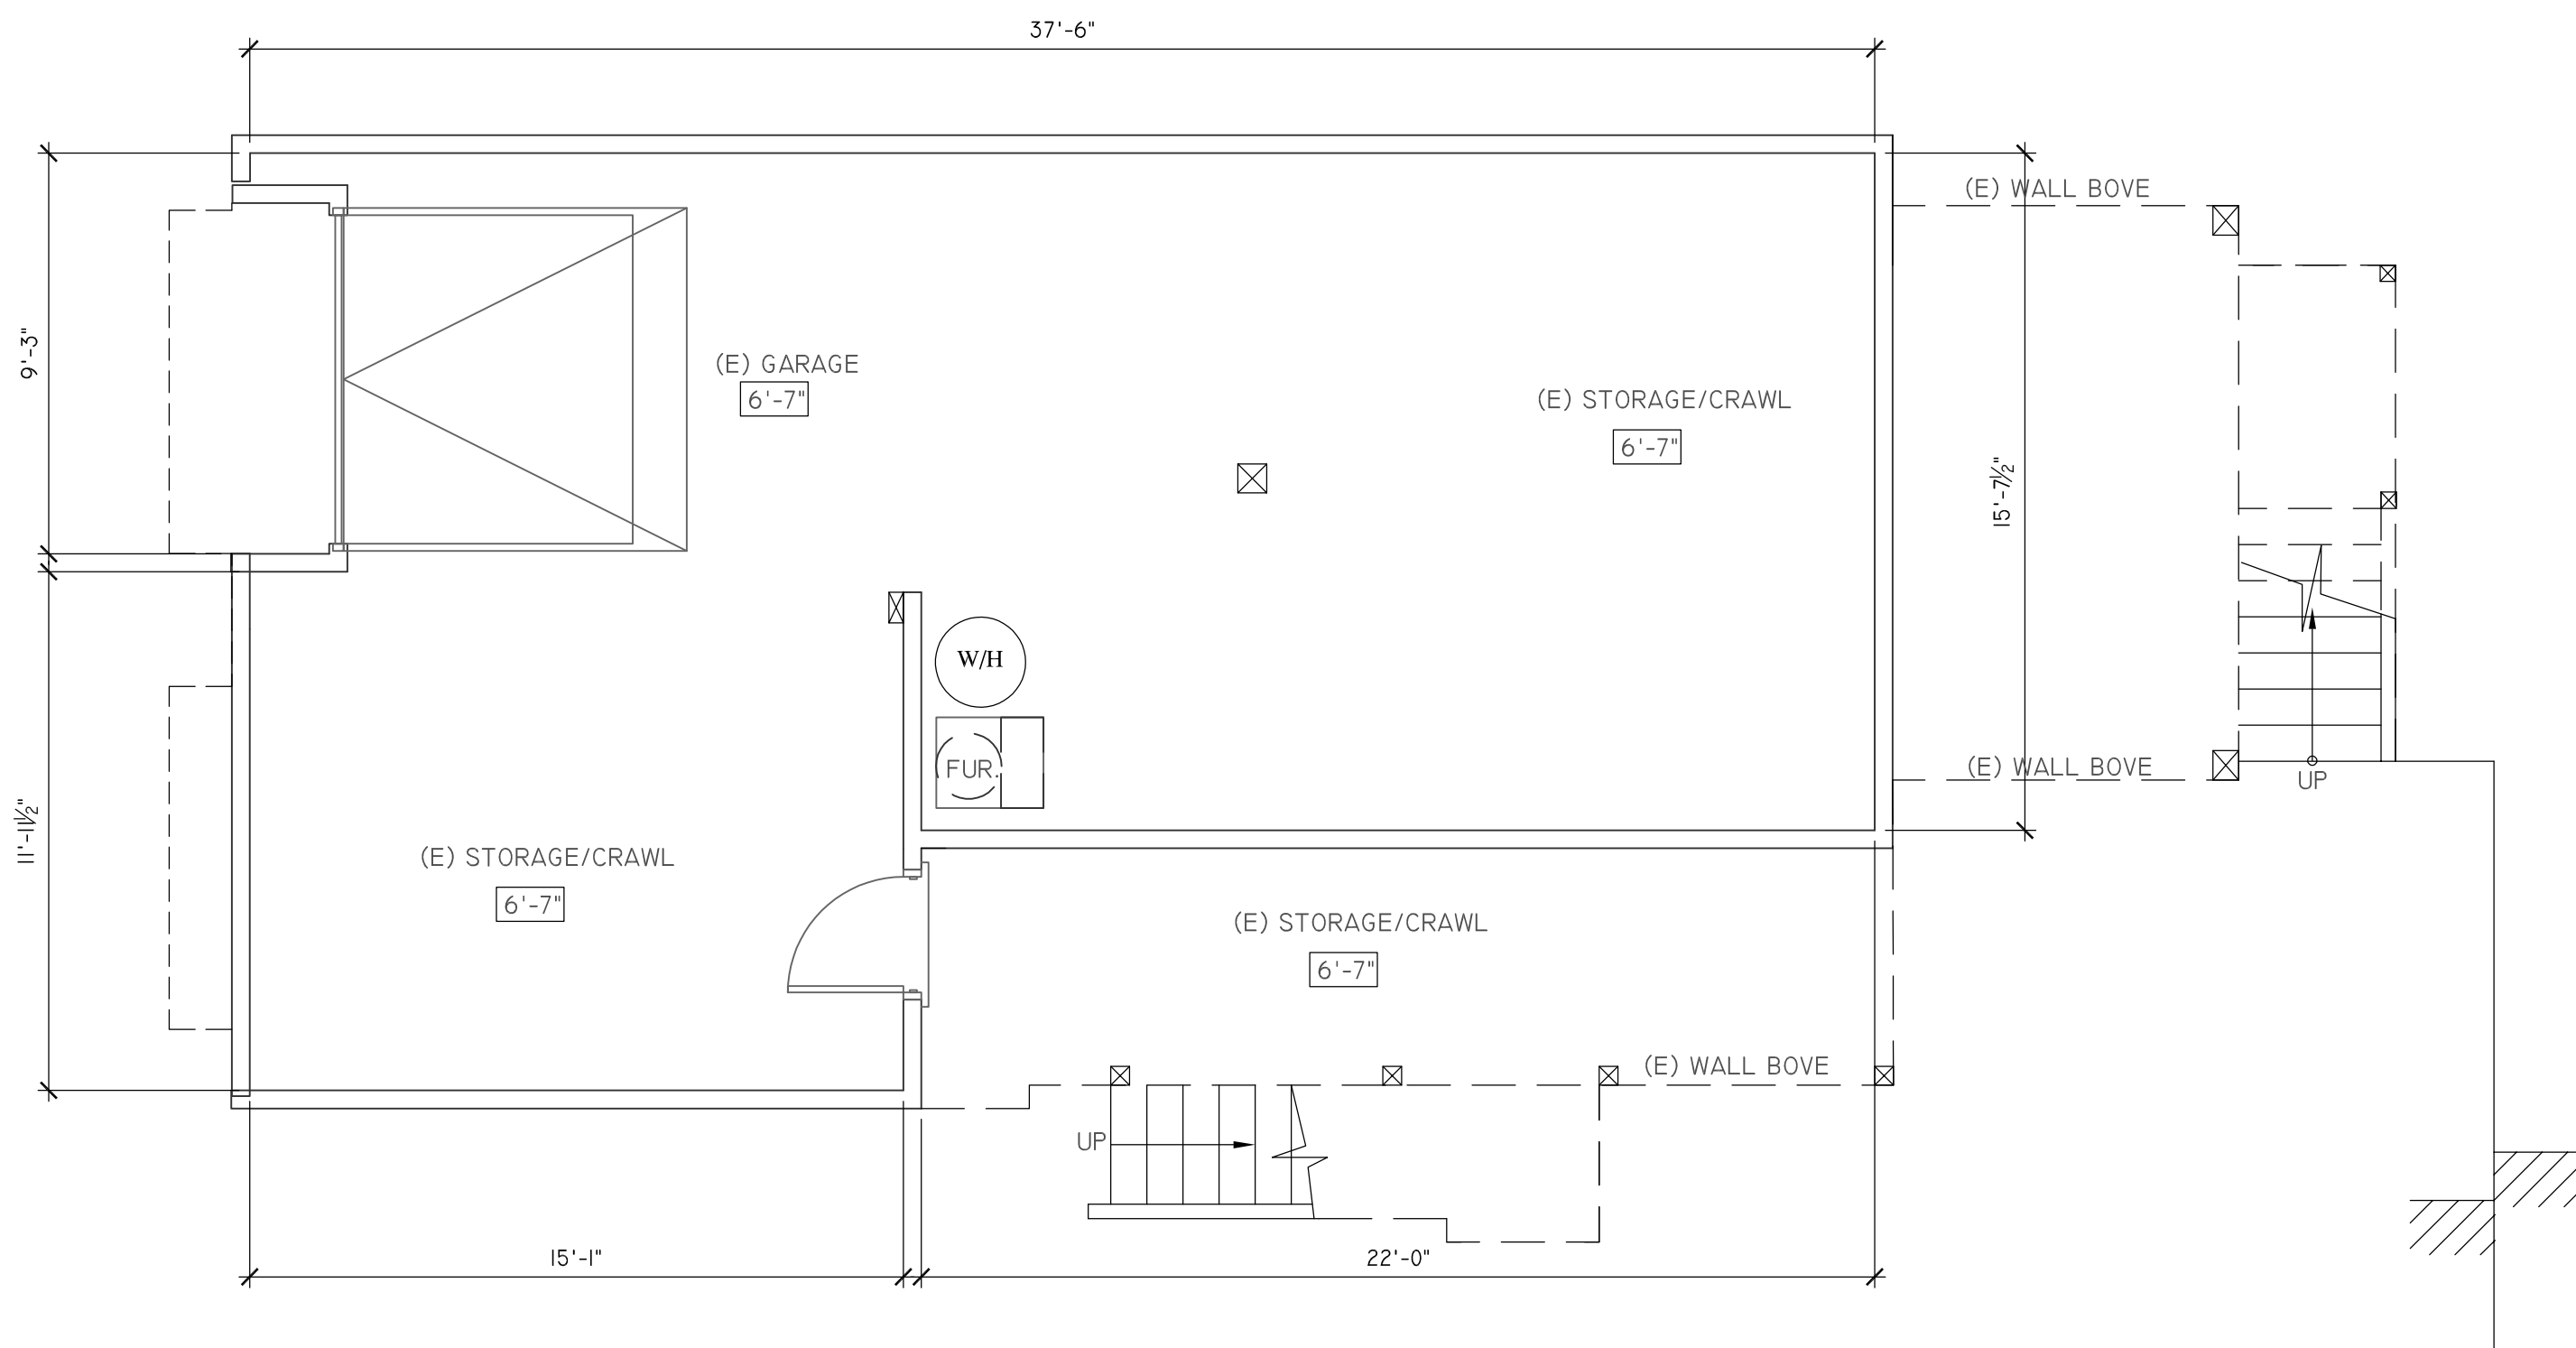 37'-6"
(E) WALL BOVE
9'-3"
(E) GARAGE
6'-7"
(E) STORAGE/CRAWL
6'-7"
15'-7½"
W/H
FUR.
(E) WALL BOVE
UP
11'-11½"
(E) STORAGE/CRAWL
6'-7"
(E) STORAGE/CRAWL
6'-7"
(E) WALL BOVE
UP
15'-1"
22'-0"